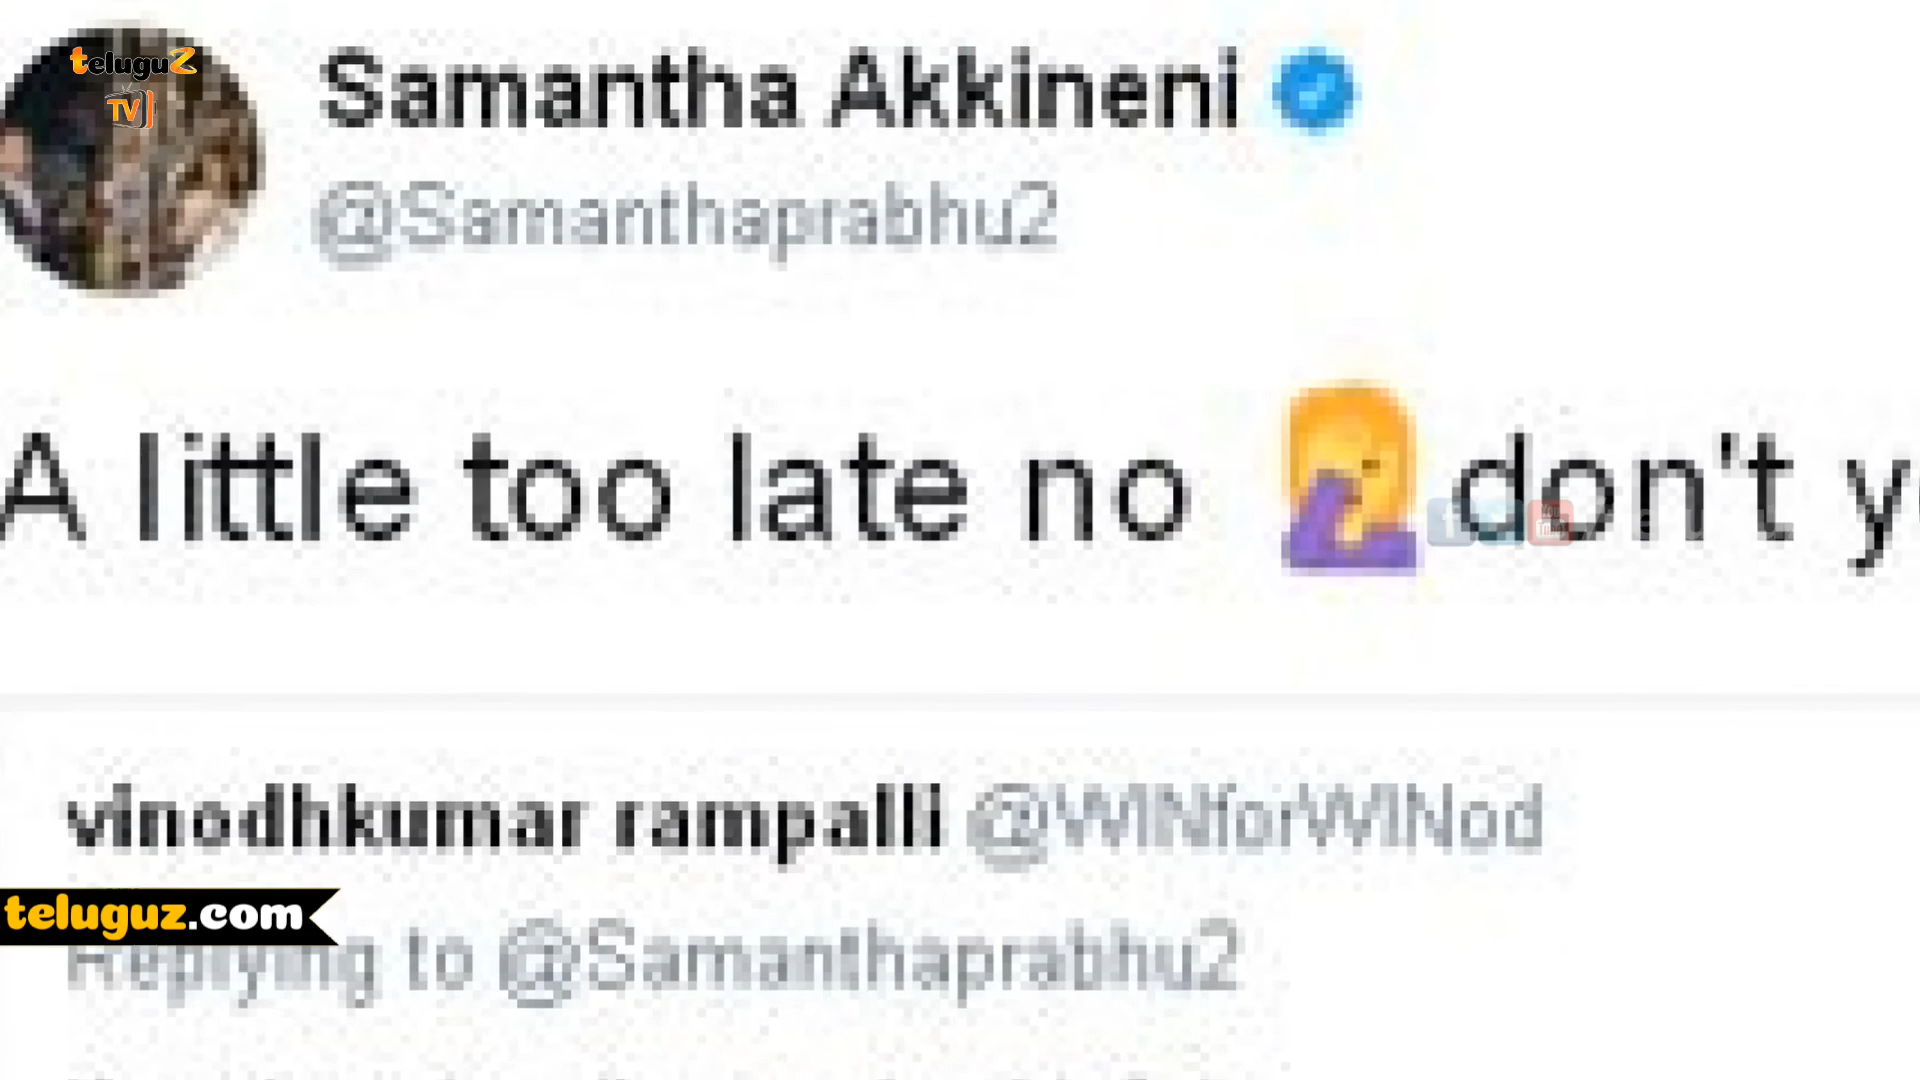 teluguZ
TV
Samantha Akkineni
@Samanthaprabhu2
A little too late no 🤦don't
vinodhkumar rampalli @WINforWINod
teluguz.com
Replying to @Samanthaprabhu2